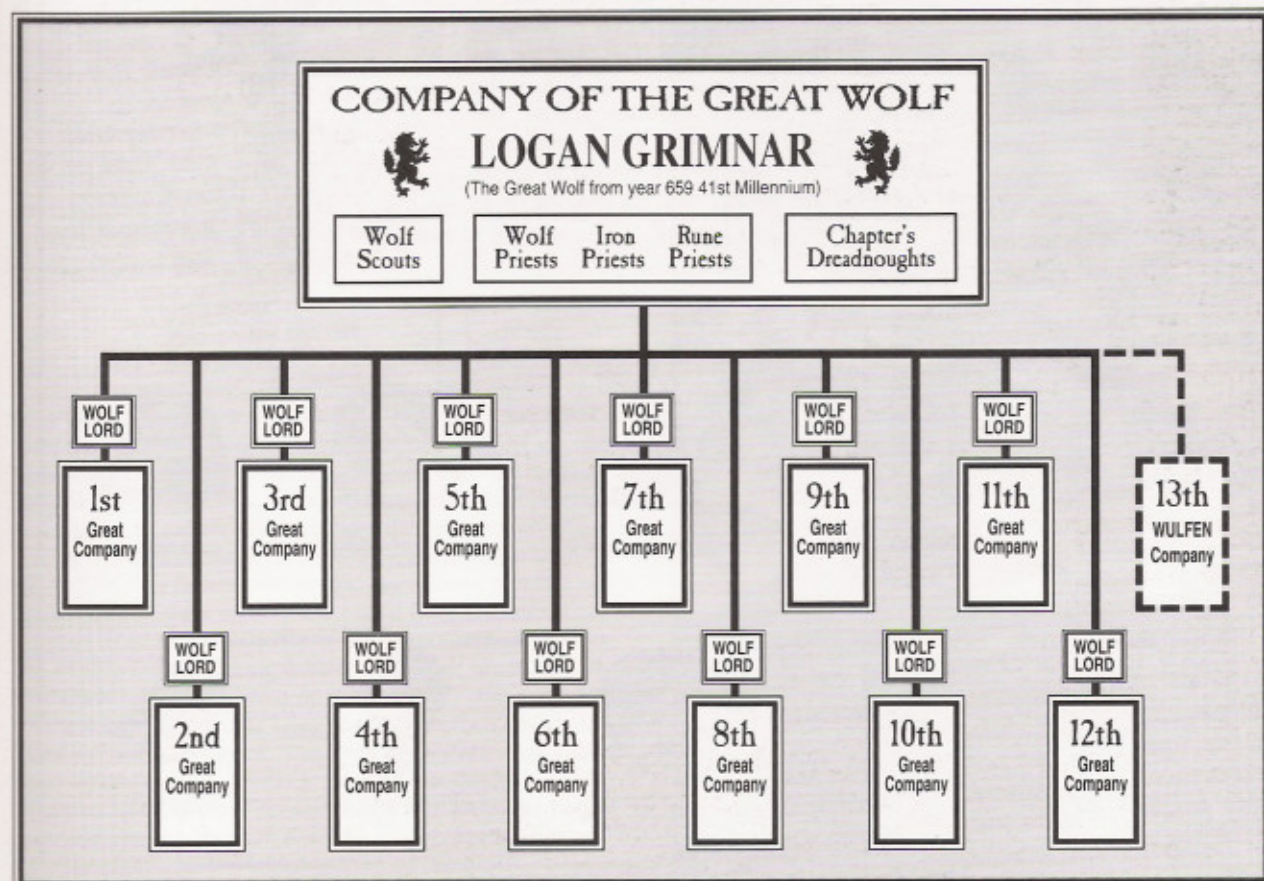 COMPANY OF THE GREAT WOLF
LOGAN GRIMNAR
(The Great Wolf from year 659 41st Millennium)
Wolf
Scouts
Wolf
Priests
Iron
Priests
Rune
Priests
Chapter's
Dreadnoughts
WOLF
LORD
1st
Great
Company
WOLF
LORD
3rd
Great
Company
WOLF
LORD
5th
Great
Company
WOLF
LORD
7th
Great
Company
WOLF
LORD
9th
Great
Company
WOLF
LORD
11th
Great
Company
13th
WULFEN
Company
WOLF
LORD
2nd
Great
Company
WOLF
LORD
4th
Great
Company
WOLF
LORD
6th
Great
Company
WOLF
LORD
8th
Great
Company
WOLF
LORD
10th
Great
Company
WOLF
LORD
12th
Great
Company